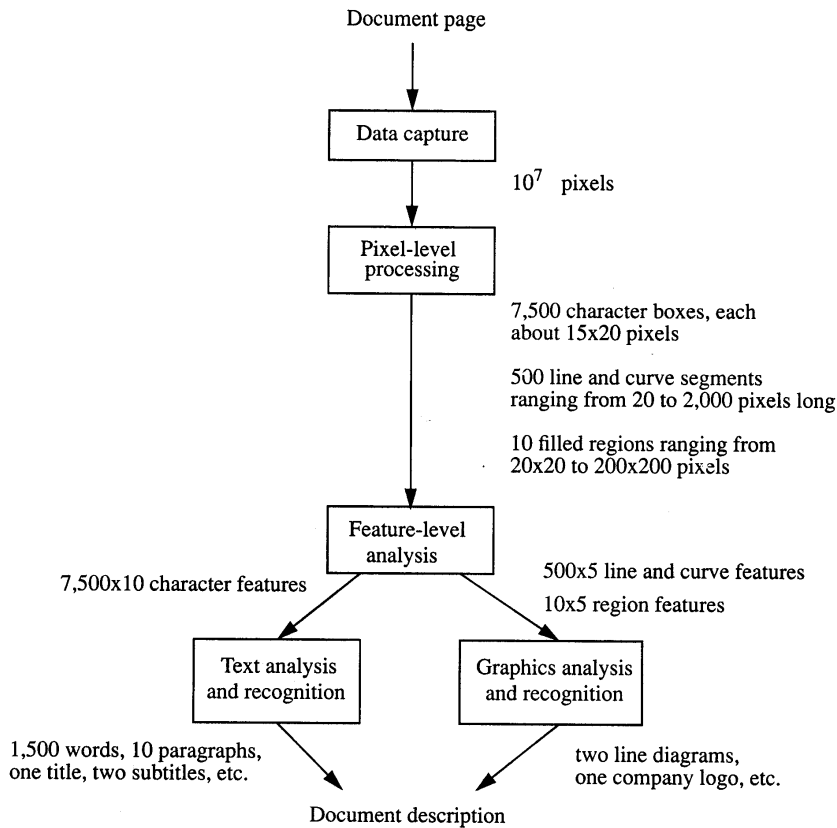 Document page
Data capture
10⁷ pixels
Pixel-level
processing
7,500 character boxes, each
about 15x20 pixels
500 line and curve segments
ranging from 20 to 2,000 pixels long
10 filled regions ranging from
20x20 to 200x200 pixels
Feature-level
analysis
7,500x10 character features
500x5 line and curve features
10x5 region features
Text analysis
and recognition
Graphics analysis
and recognition
1,500 words, 10 paragraphs,
one title, two subtitles, etc.
two line diagrams,
one company logo, etc.
Document description